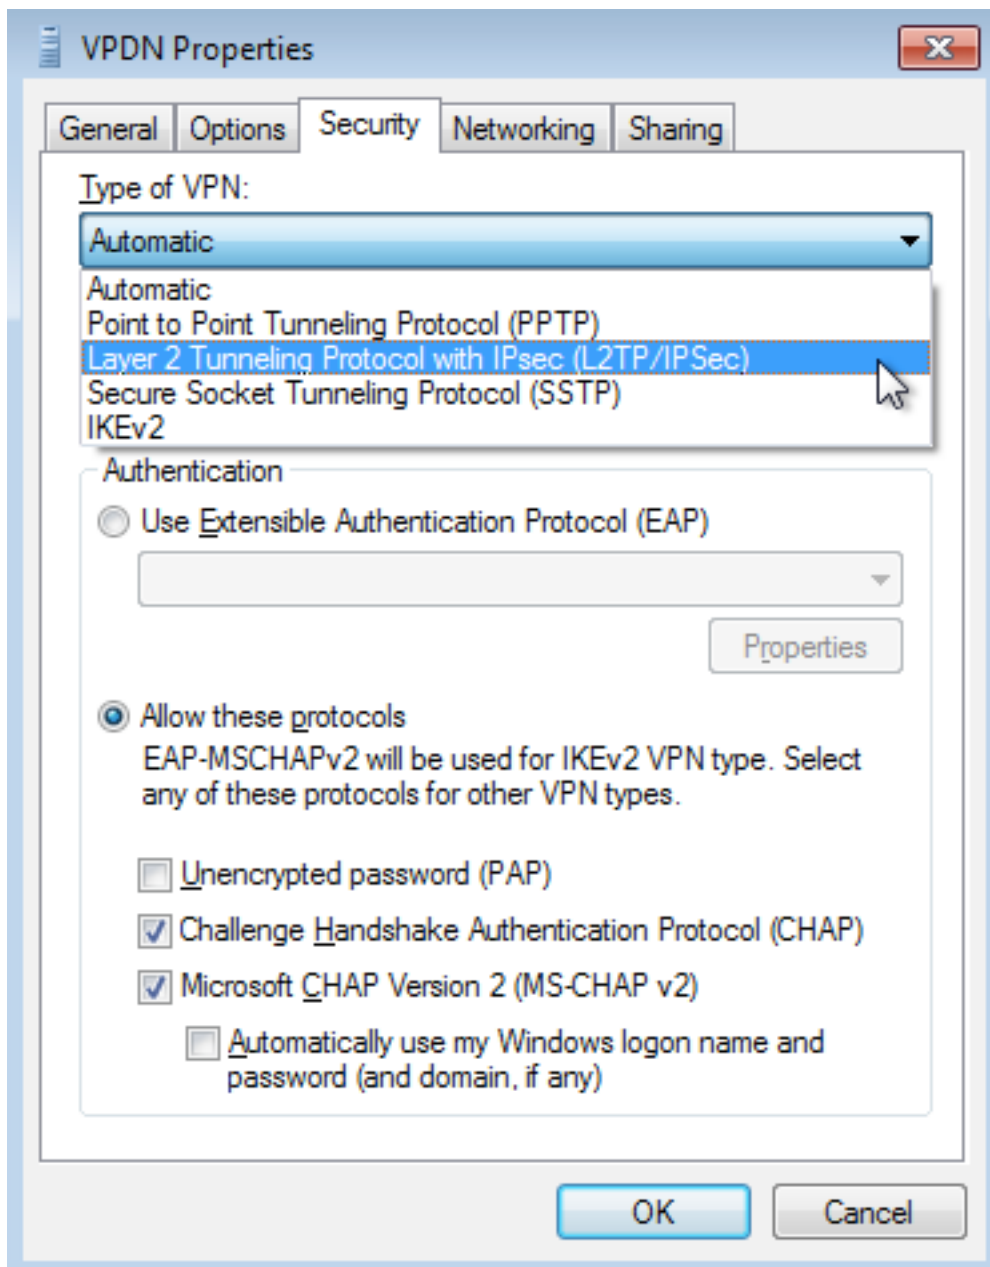 VPDN Properties
General Options Security Networking Sharing
Type of VPN:
Automatic
Automatic
Point to Point Tunneling Protocol (PPTP)
Layer 2 Tunneling Protocol with IPsec (L2TP/IPSec)
Secure Socket Tunneling Protocol (SSTP)
IKEv2
Authentication
Use Extensible Authentication Protocol (EAP)
Properties
Allow these protocols
EAP-MSCHAPv2 will be used for IKEv2 VPN type. Select
any of these protocols for other VPN types.
Unencrypted password (PAP)
Challenge Handshake Authentication Protocol (CHAP)
Microsoft CHAP Version 2 (MS-CHAP v2)
Automatically use my Windows logon name and
password (and domain, if any)
OK Cancel